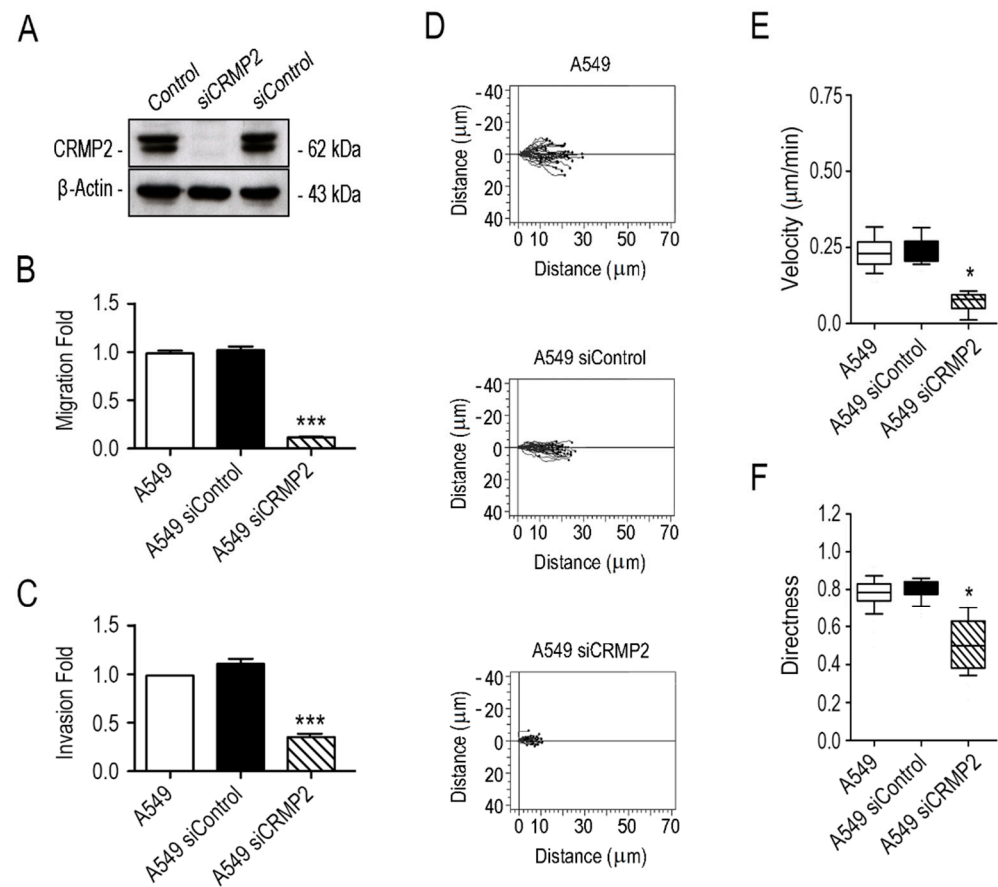 A
Control siCRMP2 siControl
CRMP2 - - 62 kDa
β-Actin - - 43 kDa
B
Migration Fold
1.5
1.0
0.5
0.0
***
A549
A549 siControl
A549 siCRMP2
C
Invasion Fold
1.5
1.0
0.5
0.0
***
A549
A549 siControl
A549 siCRMP2
D
A549
Distance (μm)
- 40
- 20
0
20
40
0 10 30 50 70
Distance (μm)
A549 siControl
Distance (μm)
- 40
- 20
0
20
40
0 10 30 50 70
Distance (μm)
A549 siCRMP2
Distance (μm)
- 40
- 20
0
20
40
0 10 30 50 70
Distance (μm)
E
Velocity (μm/min)
0.75
0.50
0.25
0.0
*
A549
A549 siControl
A549 siCRMP2
F
Directness
1.2
1.0
0.8
0.6
0.4
0.2
0.0
*
A549
A549 siControl
A549 siCRMP2